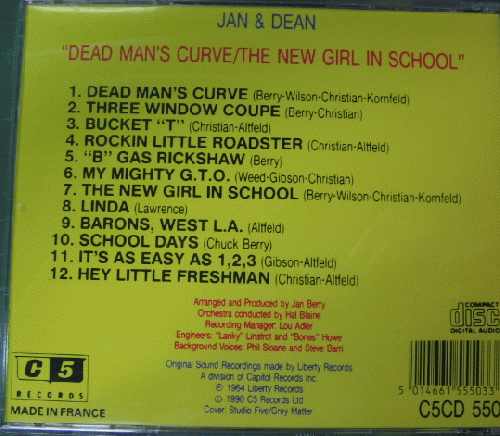 JAN & DEAN
"DEAD MAN'S CURVE/THE NEW GIRL IN SCHOOL"
1. DEAD MAN'S CURVE (Berry-Wilson-Christian-Kornfeld)
2. THREE WINDOW COUPE (Berry-Christian)
3. BUCKET "T" (Christian-Altfeld)
4. ROCKIN LITTLE ROADSTER (Christian-Altfeld)
5. "B" GAS RICKSHAW (Berry)
6. MY MIGHTY G.T.O. (Weed-Gibson-Christian)
7. THE NEW GIRL IN SCHOOL (Berry-Wilson-Christian-Kornfeld)
8. LINDA (Lawrence)
9. BARONS, WEST L.A. (Altfeld)
10. SCHOOL DAYS (Chuck Berry)
11. IT'S AS EASY AS 1,2,3 (Gibson-Altfeld)
12. HEY LITTLE FRESHMAN (Christian-Altfeld)
Arranged and Produced by Jan Berry
Orchestra conducted by Hal Blaine
Recording Manager: Lou Adler
Engineers: "Lanky" Linstrot and "Bones" Howe
Background Voices: Phil Sloane and Steve Barri
COMPACT
disc
DIGITAL AUDIO
Original Sound Recordings made by Liberty Records
A division of Capitol Records Inc.
℗ 1964 Liberty Records
© 1990 C5 Records Ltd
Cover: Studio Five/Grey Matter
C 5
RECORDS
MADE IN FRANCE
5 014661 555033
C5CD 550